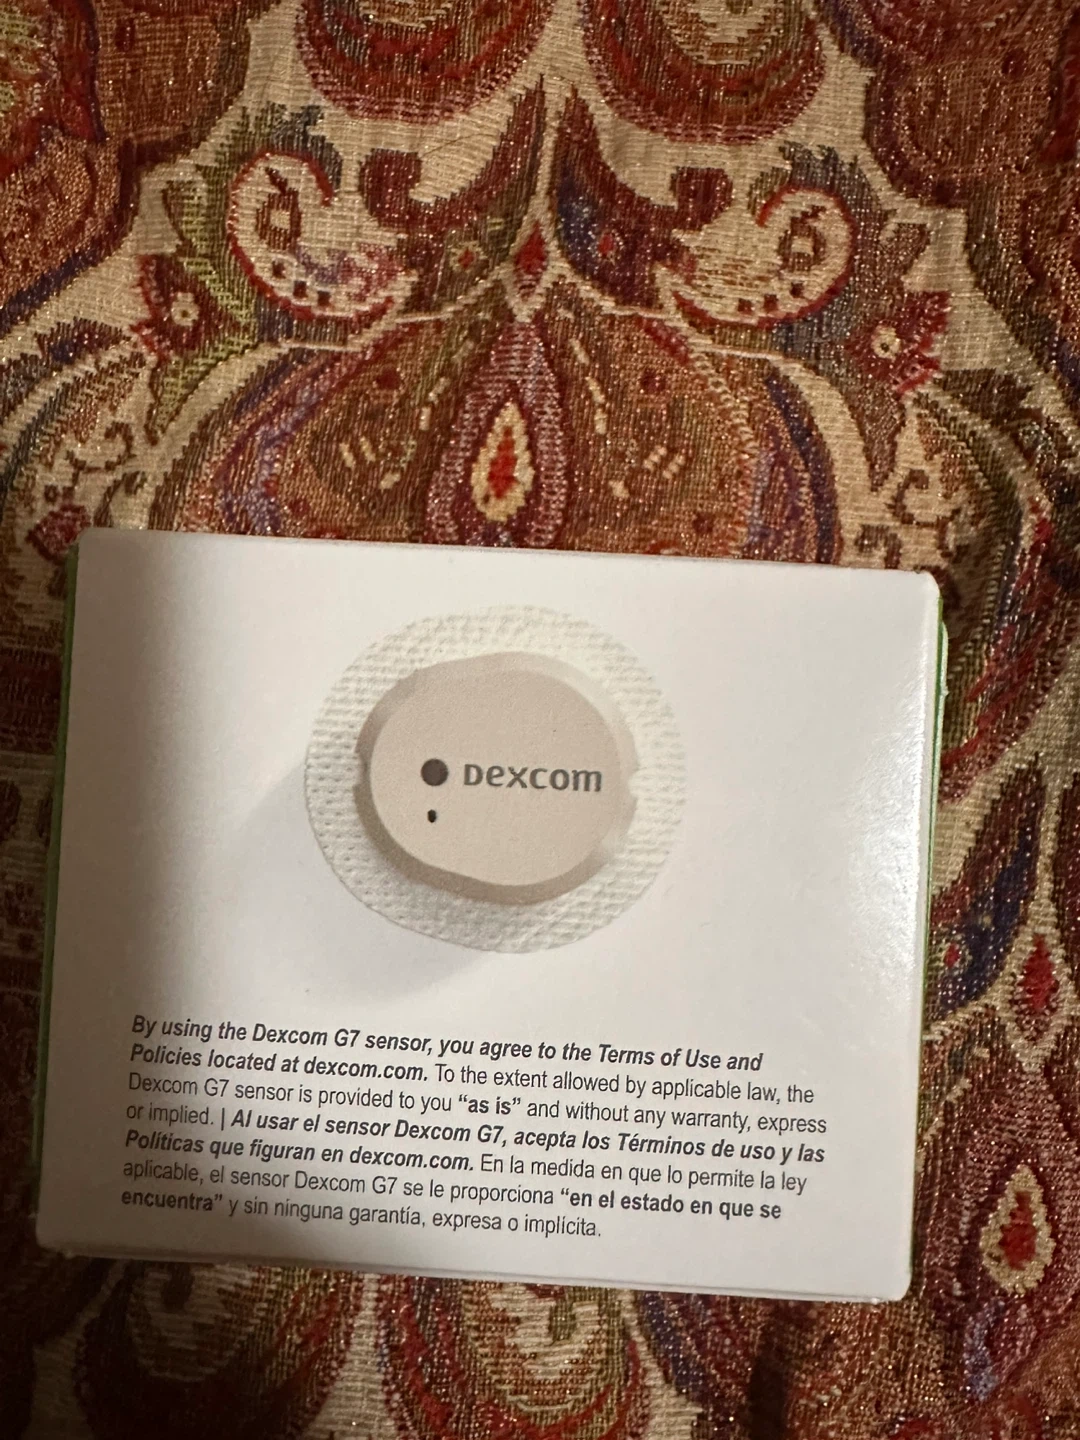 Dexcom
By using the Dexcom G7 sensor, you agree to the Terms of Use and
Policies located at dexcom.com. To the extent allowed by applicable law, the
Dexcom G7 sensor is provided to you “as is” and without any warranty, express
or implied. | Al usar el sensor Dexcom G7, acepta los Términos de uso y las
Políticas que figuran en dexcom.com. En la medida en que lo permite la ley
aplicable, el sensor Dexcom G7 se le proporciona “en el estado en que se
encuentra” y sin ninguna garantía, expresa o implícita.